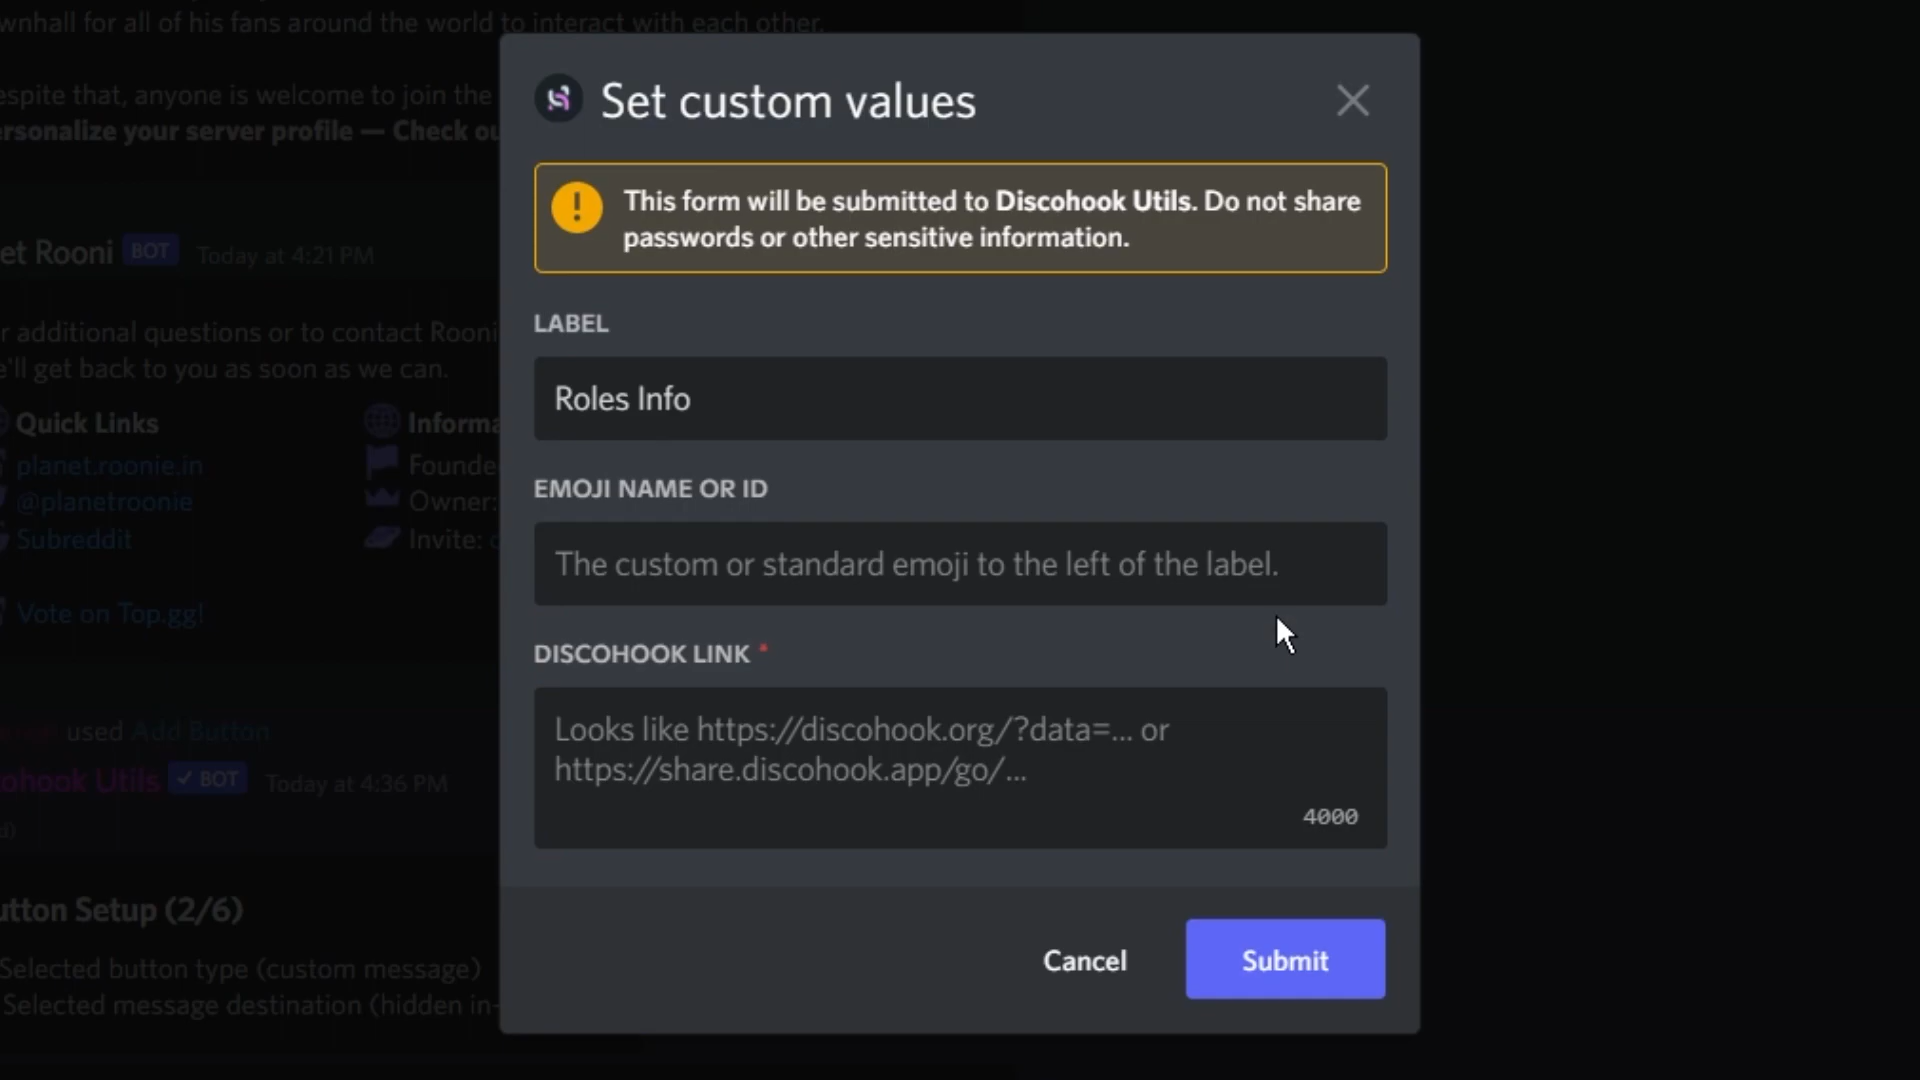 wnhall for all of his fans around the world to interact with each other.
espite that, anyone is welcome to join the
ersonalize your server profile — Check ou
et Rooni BOT Today at 4:21 PM
r additional questions or to contact Rooni
e'll get back to you as soon as we can.
Quick Links
Informa
planet.roonie.in
Founde
@planetroonie
Owner:
Subreddit
Invite:
Vote on Top.gg!
used Add Button
cohook Utils ✓ BOT Today at 4:36 PM
d)
utton Setup (2/6)
Selected button type (custom message)
Selected message destination (hidden in-
Set custom values
This form will be submitted to Discohook Utils. Do not share
passwords or other sensitive information.
LABEL
Roles Info
EMOJI NAME OR ID
The custom or standard emoji to the left of the label.
DISCOHOOK LINK *
Looks like https://discohook.org/?data=... or
https://share.discohook.app/go/...
4000
Cancel
Submit